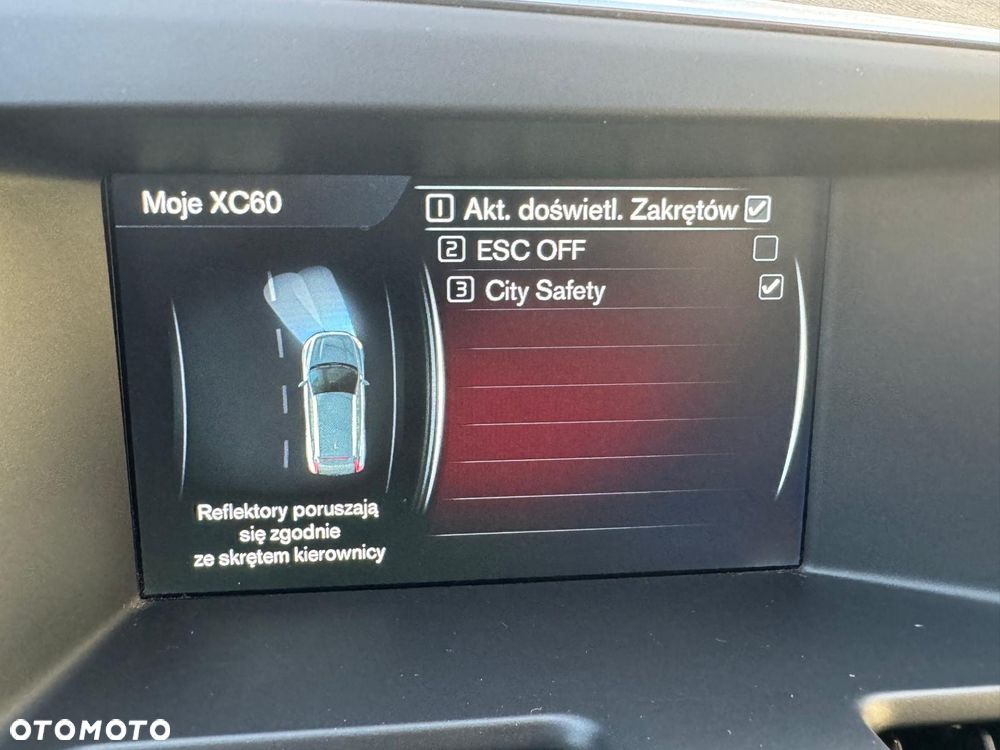 Moje XC60
1 Akt. doświetl. Zakrętów
2 ESC OFF
3 City Safety
Reflektory poruszają
się zgodnie
ze skrętem kierownicy
OTOMOTO